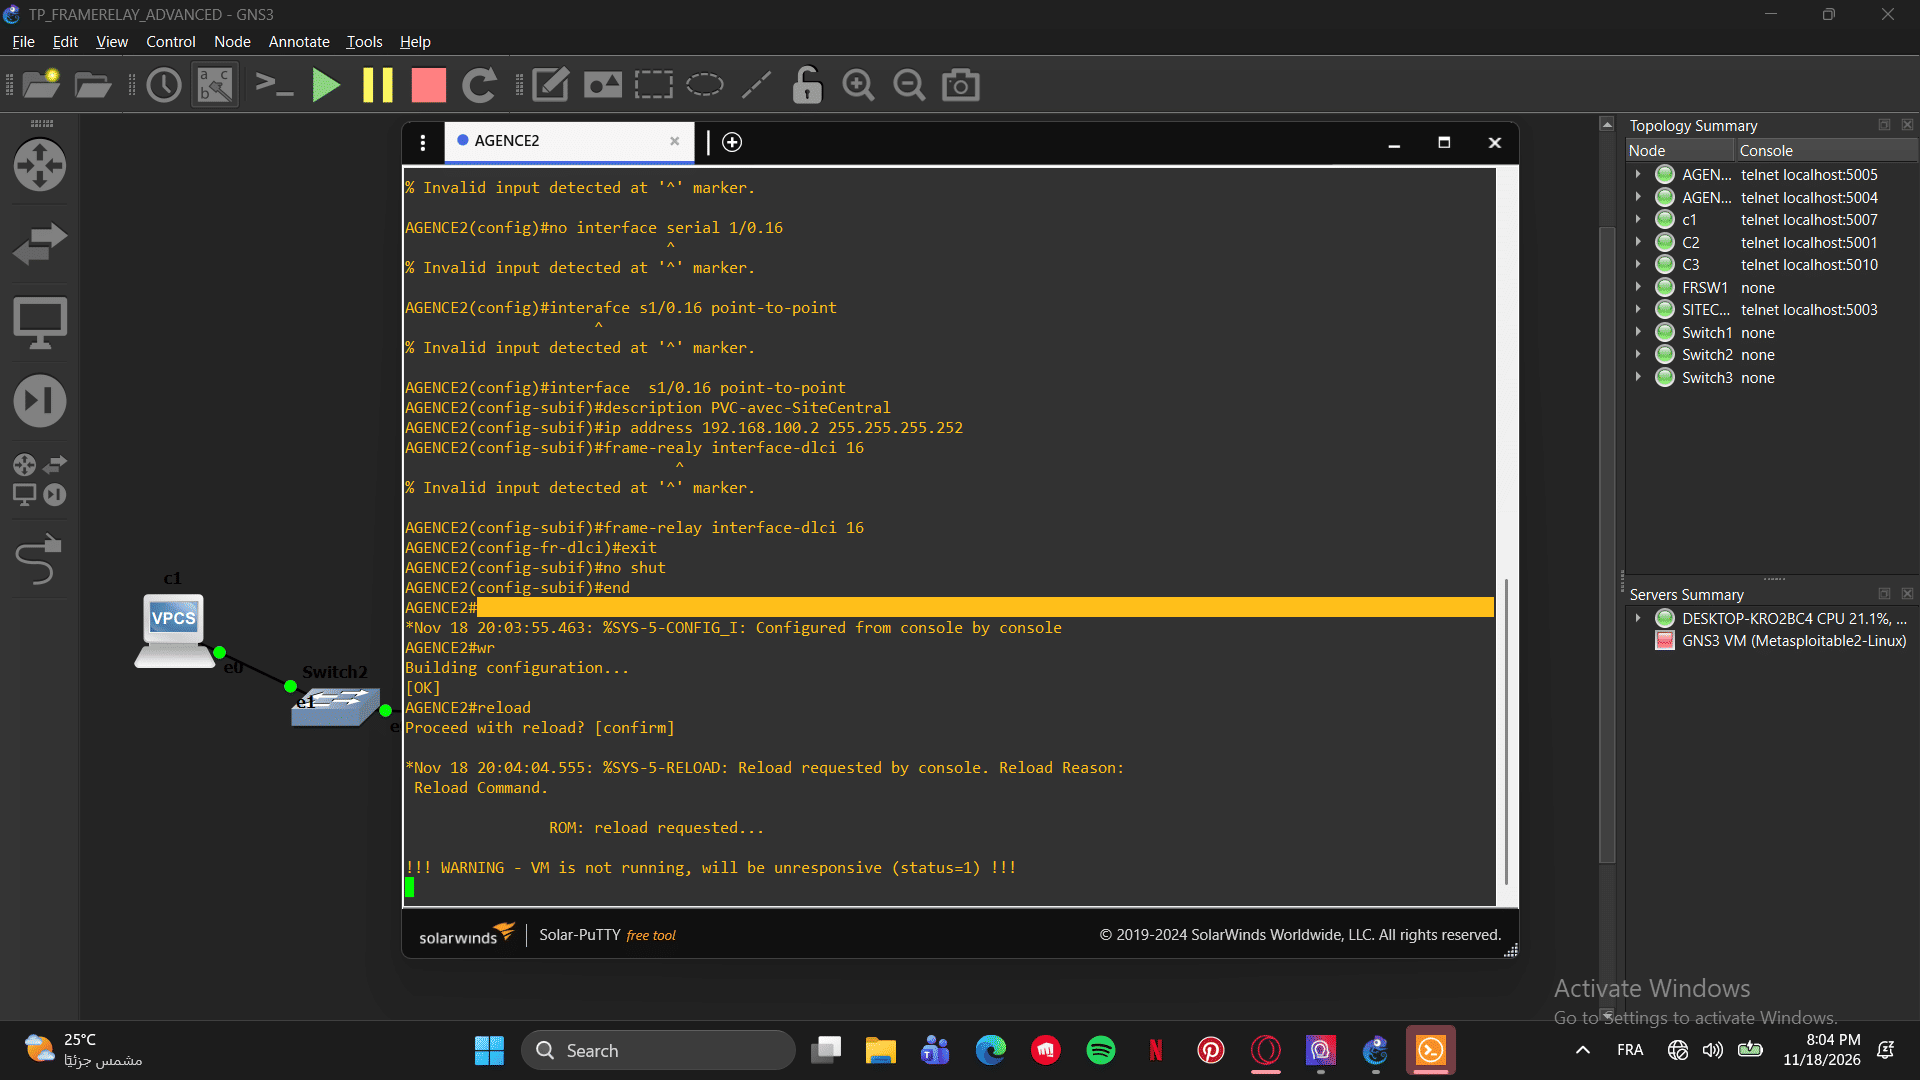 TP_FRAMERELAY_ADVANCED - GNS3
File Edit View Control Node Annotate Tools Help
AGENCE2
% Invalid input detected at '^' marker.
AGENCE2(config)#no interface serial 1/0.16
^
% Invalid input detected at '^' marker.
AGENCE2(config)#interafce s1/0.16 point-to-point
^
% Invalid input detected at '^' marker.
AGENCE2(config)#interface  s1/0.16 point-to-point
AGENCE2(config-subif)#description PVC-avec-SiteCentral
AGENCE2(config-subif)#ip address 192.168.100.2 255.255.255.252
AGENCE2(config-subif)#frame-realy interface-dlci 16
^
% Invalid input detected at '^' marker.
AGENCE2(config-subif)#frame-relay interface-dlci 16
AGENCE2(config-fr-dlci)#exit
AGENCE2(config-subif)#no shut
AGENCE2(config-subif)#end
AGENCE2#
*Nov 18 20:03:55.463: %SYS-5-CONFIG_I: Configured from console by console
AGENCE2#wr
Building configuration...
[OK]
AGENCE2#reload
Proceed with reload? [confirm]
*Nov 18 20:04:04.555: %SYS-5-RELOAD: Reload requested by console. Reload Reason:
Reload Command.
ROM: reload requested...
!!! WARNING - VM is not running, will be unresponsive (status=1) !!!
solarwinds
Solar-PuTTY free tool
© 2019-2024 SolarWinds Worldwide, LLC. All rights reserved.
c1
VPCS
e0
Switch2
e1
e
Topology Summary
Node Console
AGEN... telnet localhost:5005
AGEN... telnet localhost:5004
c1 telnet localhost:5007
C2 telnet localhost:5001
C3 telnet localhost:5010
FRSW1 none
SITEC... telnet localhost:5003
Switch1 none
Switch2 none
Switch3 none
Servers Summary
DESKTOP-KRO2BC4 CPU 21.1%, ...
GNS3 VM (Metasploitable2-Linux)
Activate Windows
Go to Settings to activate Windows.
25°C
مشمس جزئيًا
Search
FRA
8:04 PM
11/18/2026